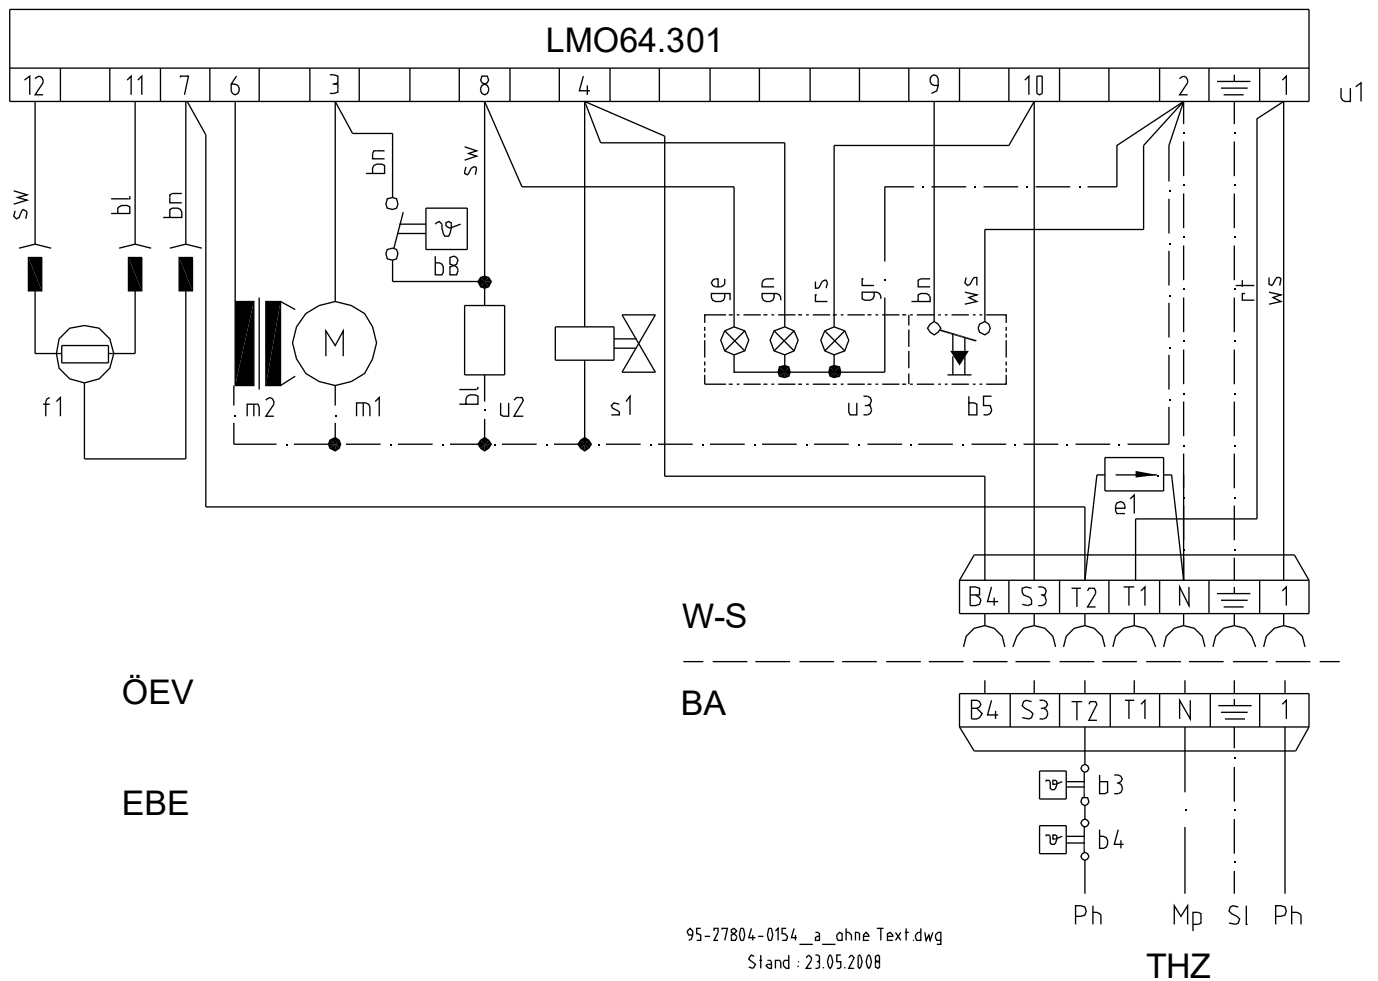 LMO64.301
12 11 7 6 3 8 4 9 10 2 1
u1
sw bl bn bn sw ge gn rs gr bn ws rt ws
b8
f1 m2 M m1 bl u2 s1 u3 b5
e1
B4 S3 T2 T1 N 1
W-S
ÖEV
BA
B4 S3 T2 T1 N 1
b3
EBE
b4
Ph Mp Sl Ph
95-27804-0154_a_ohne Text.dwg
Stand : 23.05.2008
THZ